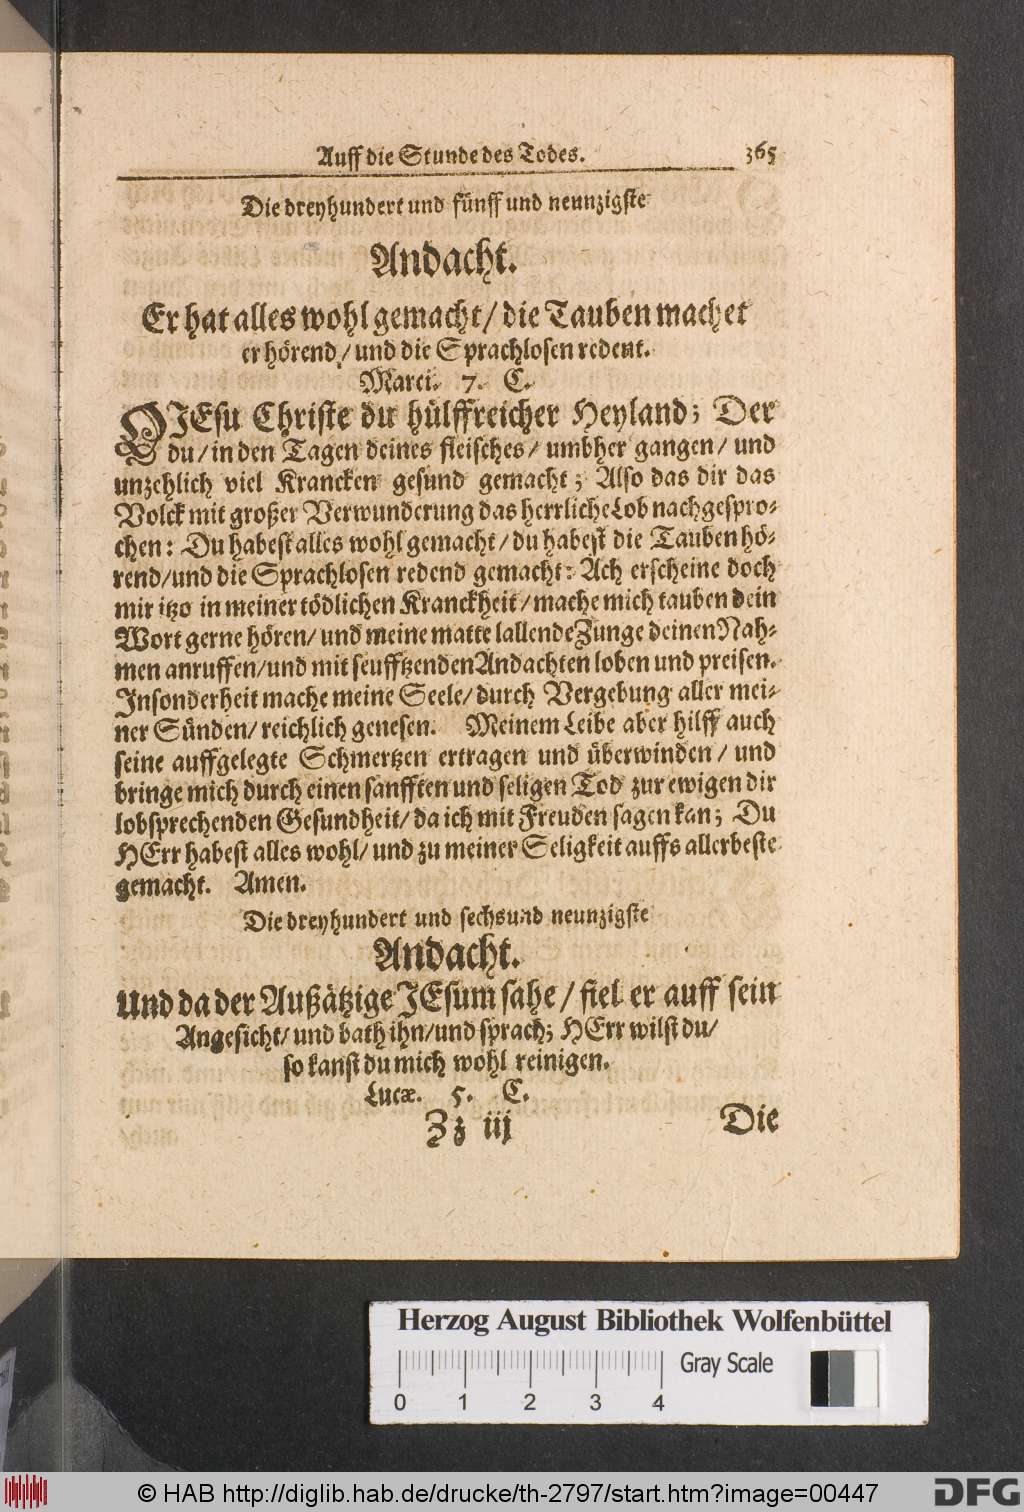 Auff die Stunde des Todes. 365
Die dreyhundert und fünff und neunzigste
Andacht.
Er hat alles wohl gemacht/ die Tauben machet
er hörend/ und die Sprachlosen redent.
Marci. 7. C.
O JEsu Christe du hülffreicher Heyland; Der
du/ in den Tagen deines fleisches/ umbher gangen/ und
unzehlich viel Krancken gesund gemacht; Also das dir das
Volck mit großer Verwunderung das herrliche Lob nachgespro-
chen: Du habest alles wohl gemacht/ du habest die Tauben hö-
rend/ und die Sprachlosen redend gemacht: Ach erscheine doch
mir itzo in meiner tödlichen Kranckheit/ mache mich tauben dein
Wort gerne hören/ und meine matte lallende Zunge deinen Nah-
men anruffen/ und mit seufftzenden Andachten loben und preisen.
Insonderheit mache meine Seele/ durch Vergebung aller mei-
ner Sünden/ reichlich genesen. Meinem Leibe aber hilff auch
seine auffgelegte Schmertzen ertragen und überwinden/ und
bringe mich durch einen sanfften und seligen Tod zur ewigen dir
lobsprechenden Gesundheit/ da ich mit Freuden sagen kan; Du
HErr habest alles wohl/ und zu meiner Seligkeit auffs allerbeste
gemacht. Amen.
Die dreyhundert und sechs und neunzigste
Andacht.
Und da der Außätzige JEsum sahe/ fiel er auff sein
Angesicht/ und bath ihn/ und sprach; HErr wilst du/
so kanst du mich wohl reinigen.
Lucæ. 5. C.
Zz iij Die
Herzog August Bibliothek Wolfenbüttel
Gray Scale
0 1 2 3 4
© HAB http://diglib.hab.de/drucke/th-2797/start.htm?image=00447
DFG